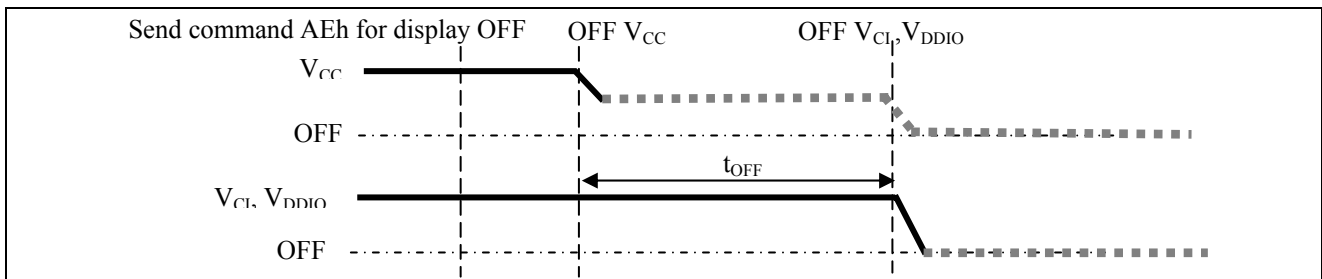 Send command AEh for display OFF OFF VCC OFF VCI, VDDIO
VCC
OFF
tOFF
VCI, VDDIO
OFF